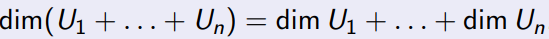 dim(U₁ + . . . + Uₙ) = dim U₁ + . . . + dim Uₙ